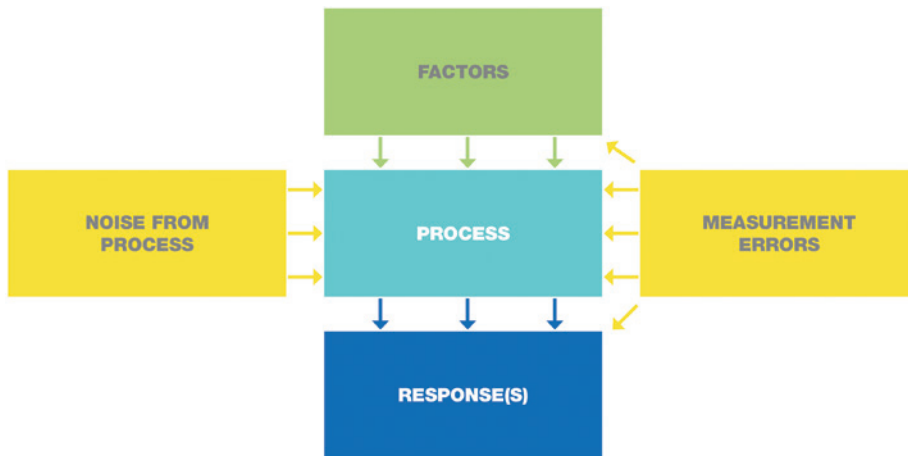 FACTORS
NOISE FROM
PROCESS
PROCESS
MEASUREMENT
ERRORS
RESPONSE(S)